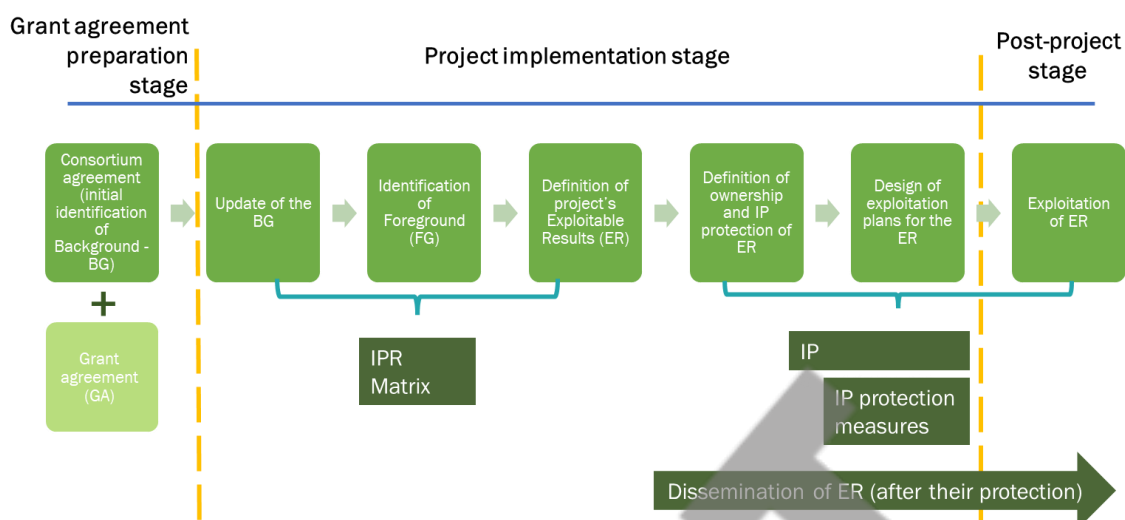 Grant agreement
preparation
stage
Project implementation stage
Post-project
stage
Consortium
agreement
(initial
identification
of
Background -
BG)
Update of the
BG
Identification
of
Foreground
(FG)
Definition of
project's
Exploitable
Results (ER)
Definition of
ownership
and IP
protection of
ER
Design of
exploitation
plans for the
ER
Exploitation
of ER
+
Grant
agreement
(GA)
IPR
Matrix
IP
IP protection
measures
Dissemination of ER (after their protection)